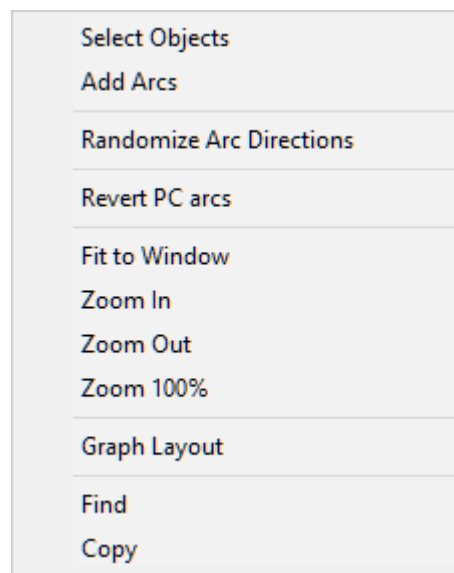 Select Objects
Add Arcs
Randomize Arc Directions
Revert PC arcs
Fit to Window
Zoom In
Zoom Out
Zoom 100%
Graph Layout
Find
Copy